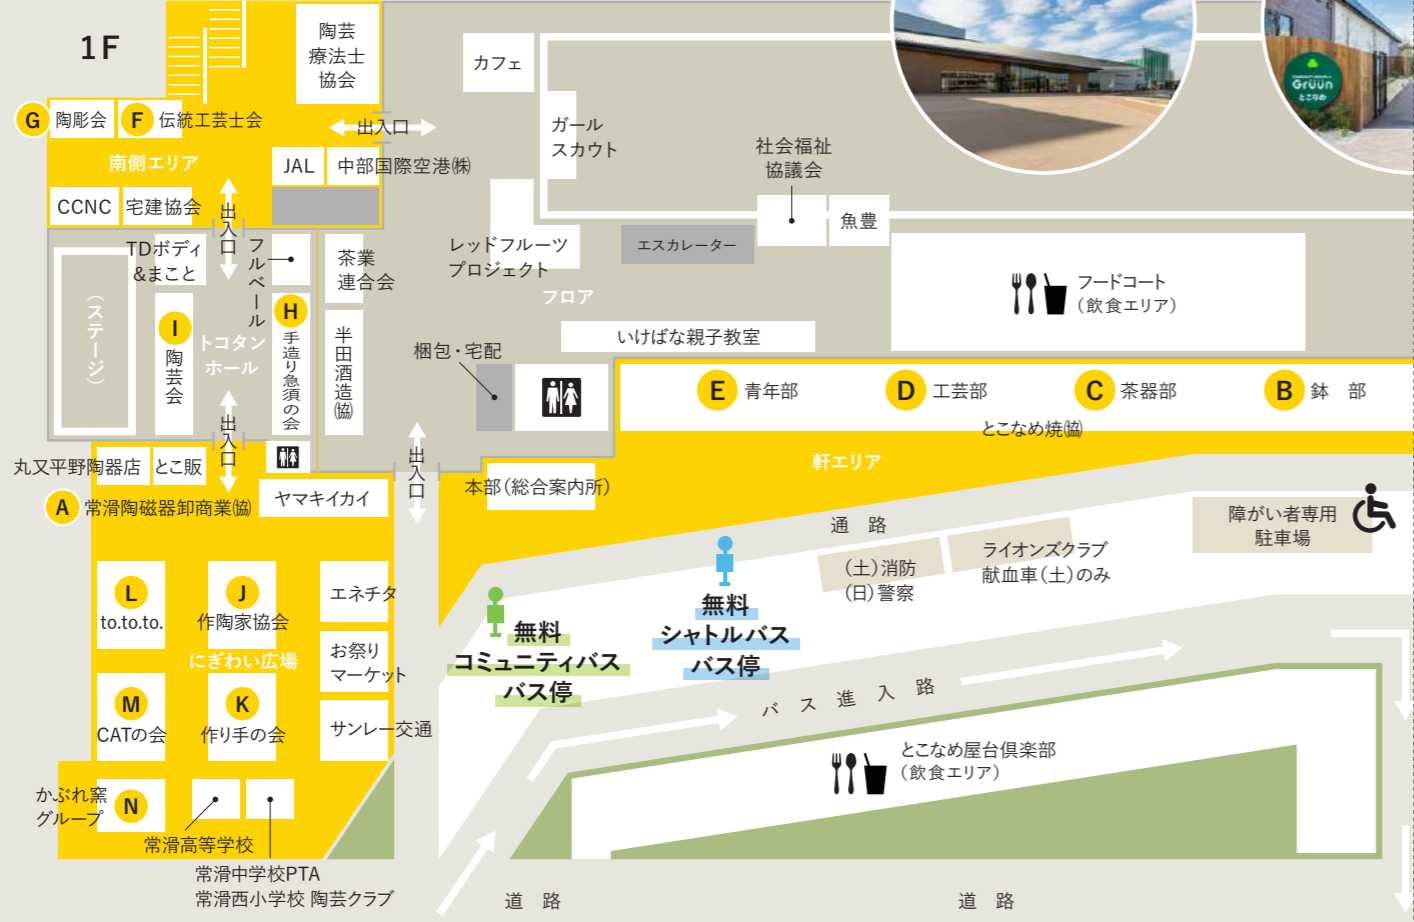 1F
陶芸
療法士
協会
カフェ
G 陶彫会
F 伝統工芸士会
出入口
ガール
スカウト
社会福祉
協議会
Grüün
とこなめ
南側エリア
JAL
中部国際空港㈱
CCNC
宅建協会
出入口
魚豊
TDボディ
&まこと
フルベール
茶業
連合会
レッドフルーツ
プロジェクト
エスカレーター
フロア
フードコート
（飲食エリア）
（ステージ）
I 陶芸会
トコタン
ホール
H 手造り急須の会
半田酒造㈿
いけばな親子教室
梱包・宅配
E 青年部
D 工芸部
C 茶器部
B 鉢 部
とこなめ焼㈿
軒エリア
出入口
出入口
丸又平野陶器店
とこ販
A 常滑陶磁器卸商業㈿
ヤマキイカイ
本部（総合案内所）
通 路
（土）消防
（日）警察
ライオンズクラブ
献血車（土）のみ
障がい者専用
駐車場
L
to.to.to.
J
作陶家協会
エネチタ
にぎわい広場
お祭り
マーケット
無料
コミュニティバス
バス停
無料
シャトルバス
バス停
M
CATの会
K
作り手の会
サンレー交通
バス進入路
とこなめ屋台倶楽部
（飲食エリア）
かぶれ窯
グループ
N
常滑高等学校
常滑中学校PTA
常滑西小学校 陶芸クラブ
道 路
道 路